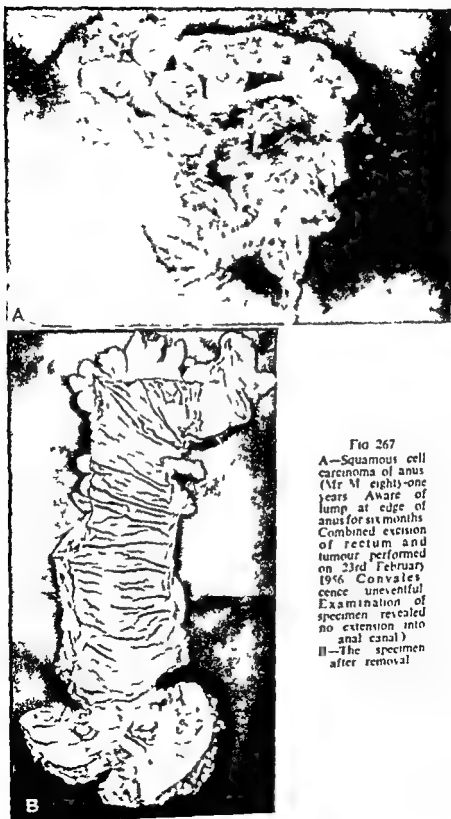 A
B
FIG 267
A—Squamous cell
carcinoma of anus
(Mr M eighty-one
years Aware of
lump at edge of
anus for six months
Combined excision
of rectum and
tumour performed
on 23rd February
1956 Convales
cence uneventful
Examination of
specimen revealed
no extension into
anal canal)
B—The specimen
after removal